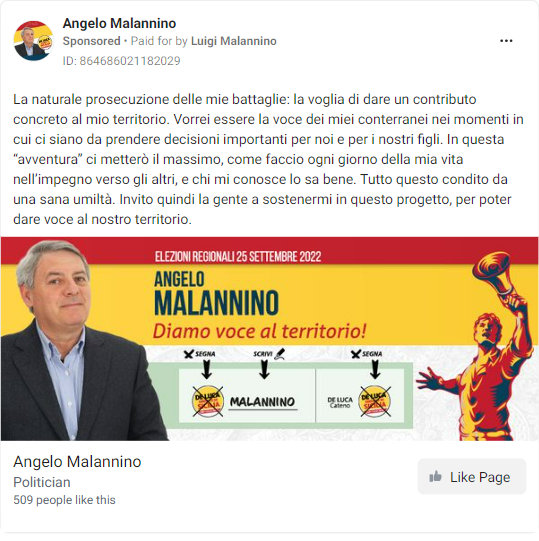 Angelo Malannino
Sponsored • Paid for by Luigi Malannino
ID: 864686021182029
La naturale prosecuzione delle mie battaglie: la voglia di dare un contributo
concreto al mio territorio. Vorrei essere la voce dei miei conterranei nei momenti in
cui ci siano da prendere decisioni importanti per noi e per i nostri figli. In questa
“avventura” ci metterò il massimo, come faccio ogni giorno della mia vita
nell’impegno verso gli altri, e chi mi conosce lo sa bene. Tutto questo condito da
una sana umiltà. Invito quindi la gente a sostenermi in questo progetto, per poter
dare voce al nostro territorio.
ELEZIONI REGIONALI 25 SETTEMBRE 2022
ANGELO
MALANNINO
Diamo voce al territorio!
SEGNA
SCRIVI
SEGNA
DE LUCA
SICILIA
MALANNINO
DE LUCA
Cateno
DE LUCA
SICILIA
Angelo Malannino
Politician
509 people like this
Like Page